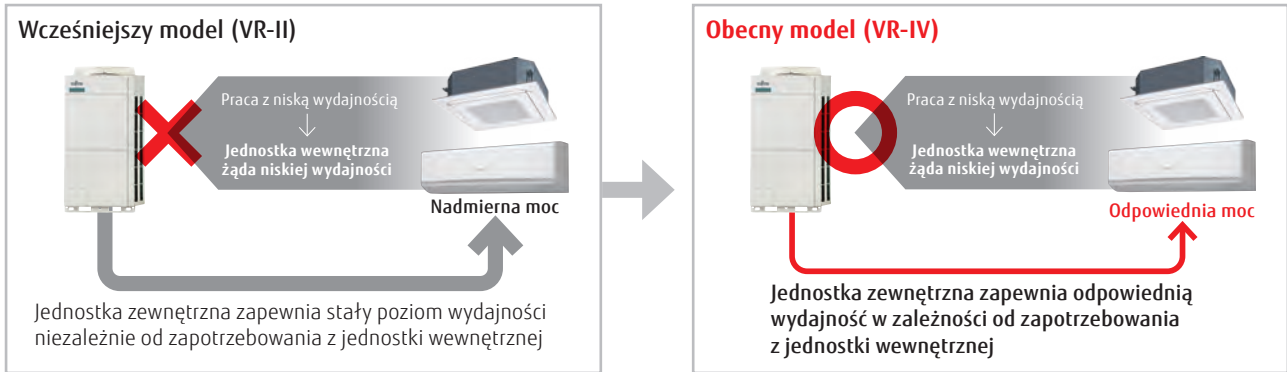 Wcześniejszy model (VR-II)
Praca z niską wydajnością
Jednostka wewnętrzna
żąda niskiej wydajności
Nadmierna moc
Jednostka zewnętrzna zapewnia stały poziom wydajności
niezależnie od zapotrzebowania z jednostki wewnętrznej
Obecny model (VR-IV)
Praca z niską wydajnością
Jednostka wewnętrzna
żąda niskiej wydajności
Odpowiednia moc
Jednostka zewnętrzna zapewnia odpowiednią
wydajność w zależności od zapotrzebowania
z jednostki wewnętrznej